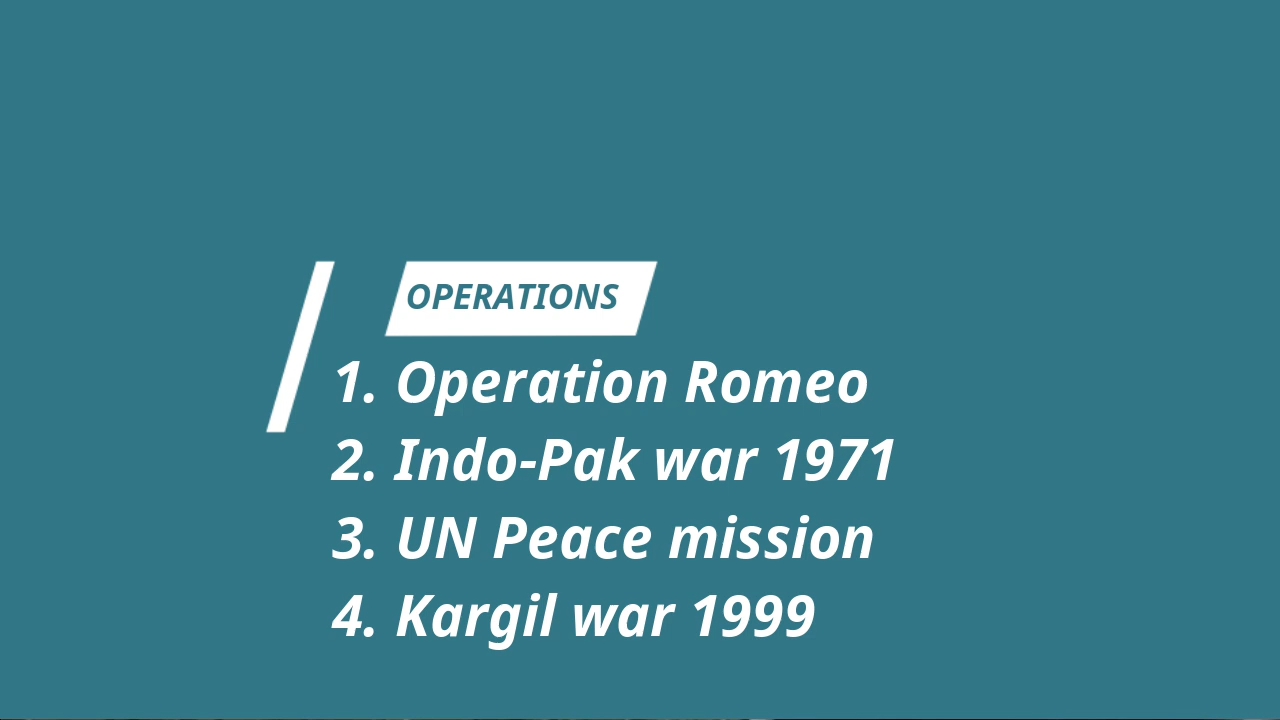 OPERATIONS
1. Operation Romeo
2. Indo-Pak war 1971
3. UN Peace mission
4. Kargil war 1999